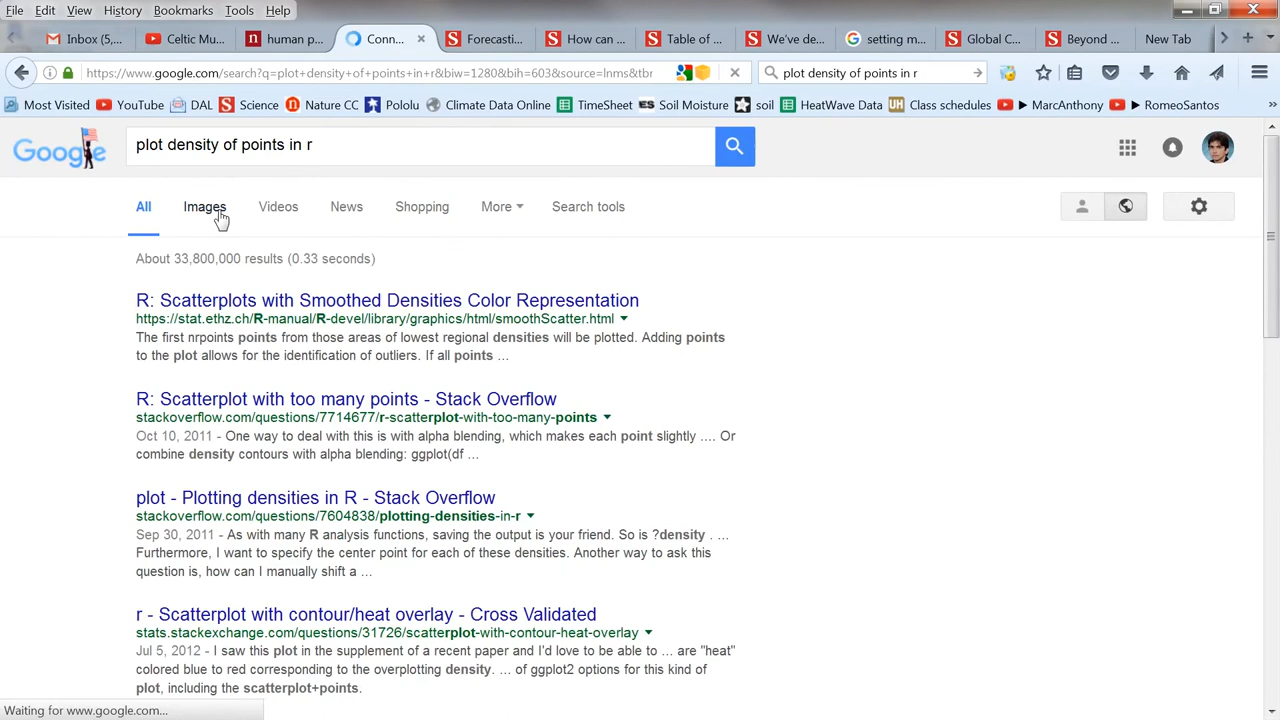 File Edit View History Bookmarks Tools Help
Inbox (5,... Celtic Mu... human p... Conn... Forecasti... How can ... Table of ... We've de... setting m... Global C... Beyond ... New Tab
https://www.google.com/search?q=plot+density+of+points+in+r&biw=1280&bih=603&source=lnms&tbr plot density of points in r
Most Visited YouTube DAL Science Nature CC Pololu Climate Data Online TimeSheet Soil Moisture soil HeatWave Data Class schedules MarcAnthony RomeoSantos
Google plot density of points in r
All Images Videos News Shopping More Search tools
About 33,800,000 results (0.33 seconds)
R: Scatterplots with Smoothed Densities Color Representation
https://stat.ethz.ch/R-manual/R-devel/library/graphics/html/smoothScatter.html
The first nrpoints points from those areas of lowest regional densities will be plotted. Adding points
to the plot allows for the identification of outliers. If all points ...
R: Scatterplot with too many points - Stack Overflow
stackoverflow.com/questions/7714677/r-scatterplot-with-too-many-points
Oct 10, 2011 - One way to deal with this is with alpha blending, which makes each point slightly .... Or
combine density contours with alpha blending: ggplot(df ...
plot - Plotting densities in R - Stack Overflow
stackoverflow.com/questions/7604838/plotting-densities-in-r
Sep 30, 2011 - As with many R analysis functions, saving the output is your friend. So is ?density . ...
Furthermore, I want to specify the center point for each of these densities. Another way to ask this
question is, how can I manually shift a ...
r - Scatterplot with contour/heat overlay - Cross Validated
stats.stackexchange.com/questions/31726/scatterplot-with-contour-heat-overlay
Jul 5, 2012 - I saw this plot in the supplement of a recent paper and I'd love to be able to ... are "heat"
colored blue to red corresponding to the overplotting density. ... of ggplot2 options for this kind of
plot, including the scatterplot+points.
Waiting for www.google.com...